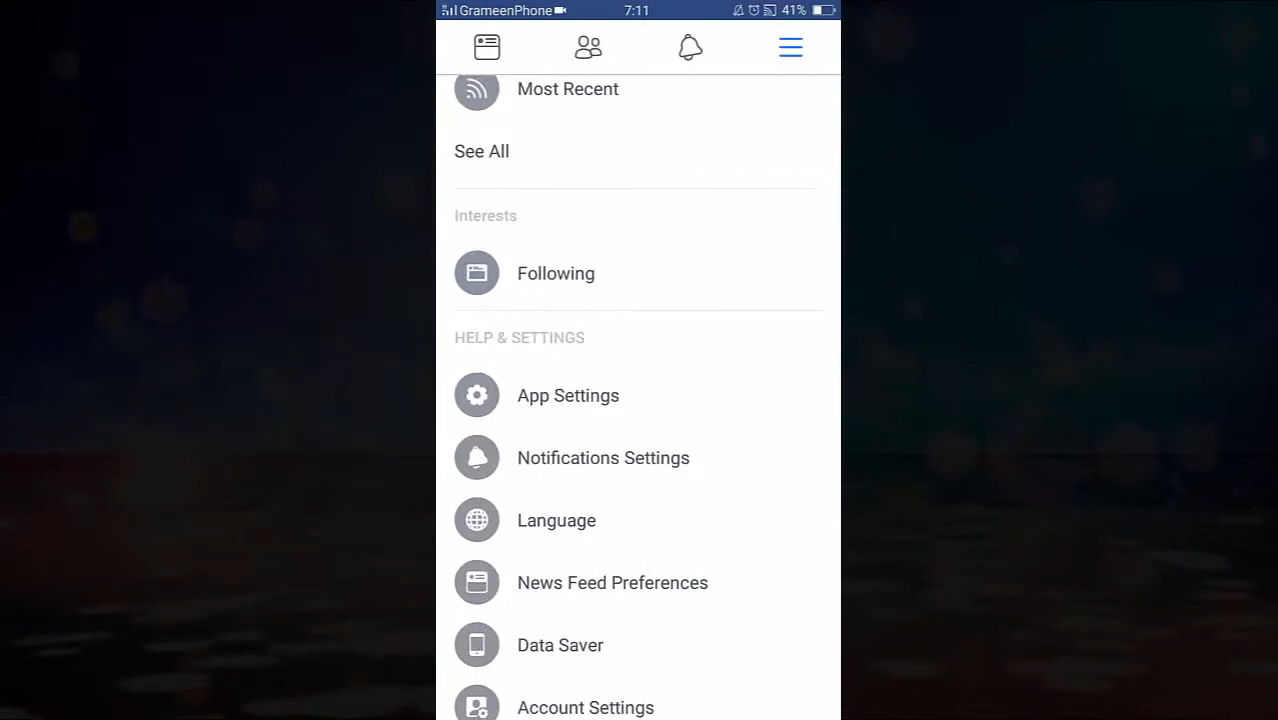 GrameenPhone 7:11 41%
Most Recent
See All
Interests
Following
HELP & SETTINGS
App Settings
Notifications Settings
Language
News Feed Preferences
Data Saver
Account Settings